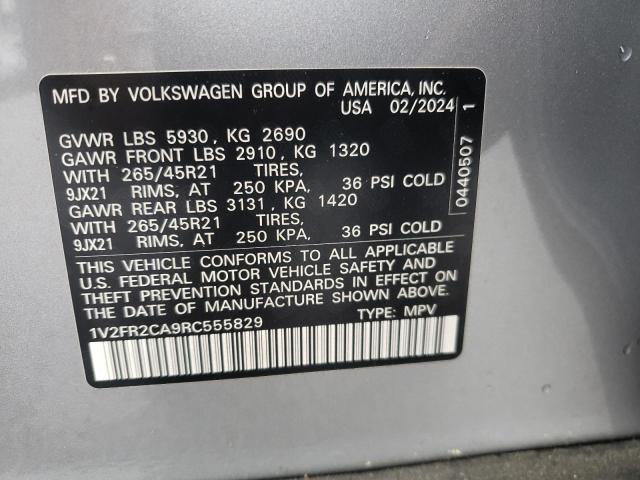 MFD BY VOLKSWAGEN GROUP OF AMERICA, INC.
USA 02/2024
GVWR LBS 5930, KG 2690
GAWR FRONT LBS 2910, KG 1320
WITH 265/45R21 TIRES,
9JX21 RIMS, AT 250 KPA, 36 PSI COLD
GAWR REAR LBS 3131, KG 1420
WITH 265/45R21 TIRES,
9JX21 RIMS, AT 250 KPA, 36 PSI COLD
THIS VEHICLE CONFORMS TO ALL APPLICABLE
U.S. FEDERAL MOTOR VEHICLE SAFETY AND
THEFT PREVENTION STANDARDS IN EFFECT ON
THE DATE OF MANUFACTURE SHOWN ABOVE.
1V2FR2CA9RC555829 TYPE: MPV
0440507 1